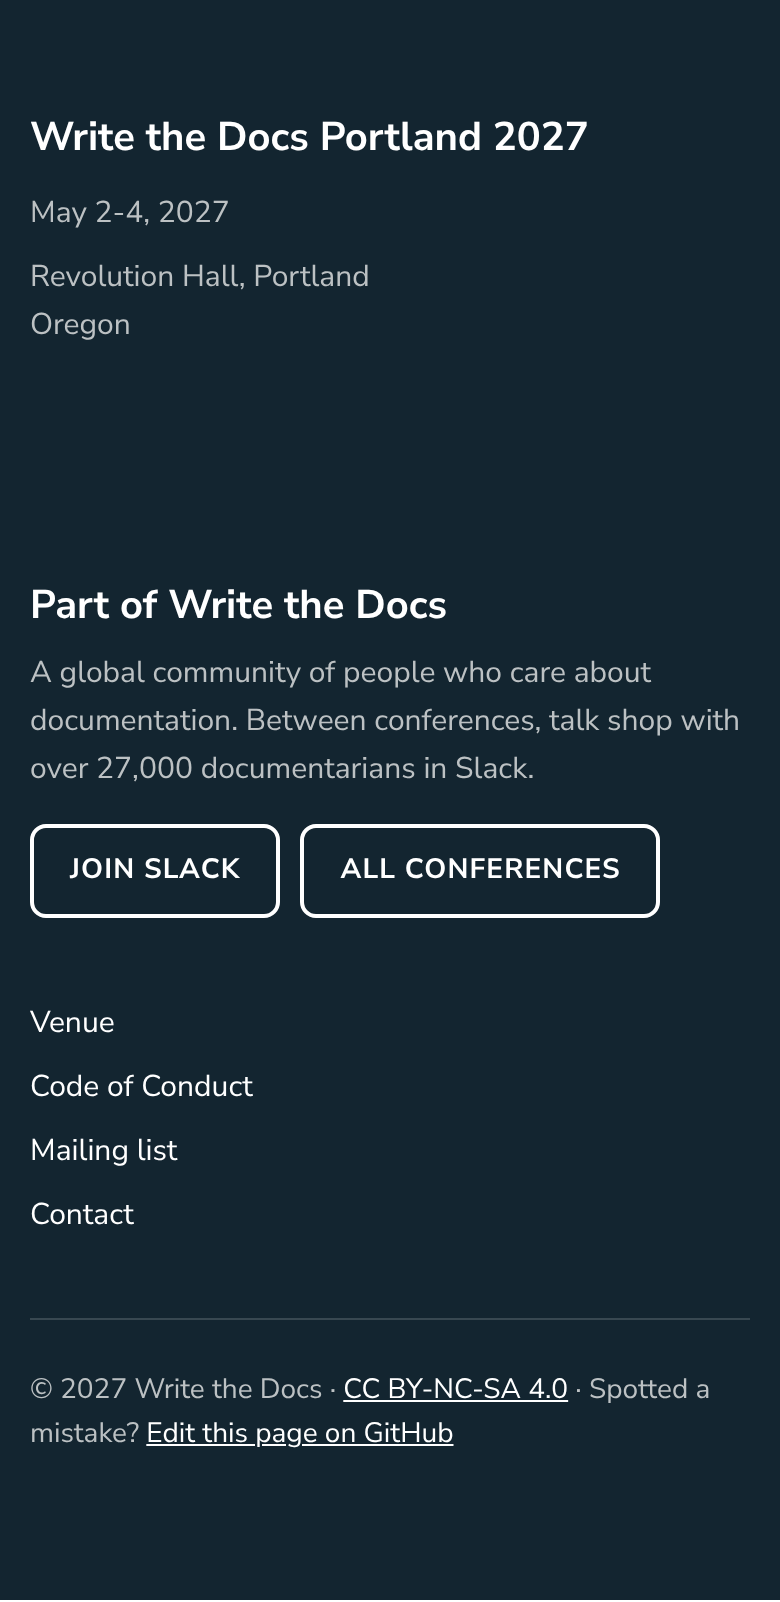 Write the Docs Portland 2027
May 2-4, 2027
Revolution Hall, Portland
Oregon
Part of Write the Docs
A global community of people who care about
documentation. Between conferences, talk shop with
over 27,000 documentarians in Slack.
JOIN SLACK
ALL CONFERENCES
Venue
Code of Conduct
Mailing list
Contact
© 2027 Write the Docs · CC BY-NC-SA 4.0 · Spotted a
mistake? Edit this page on GitHub